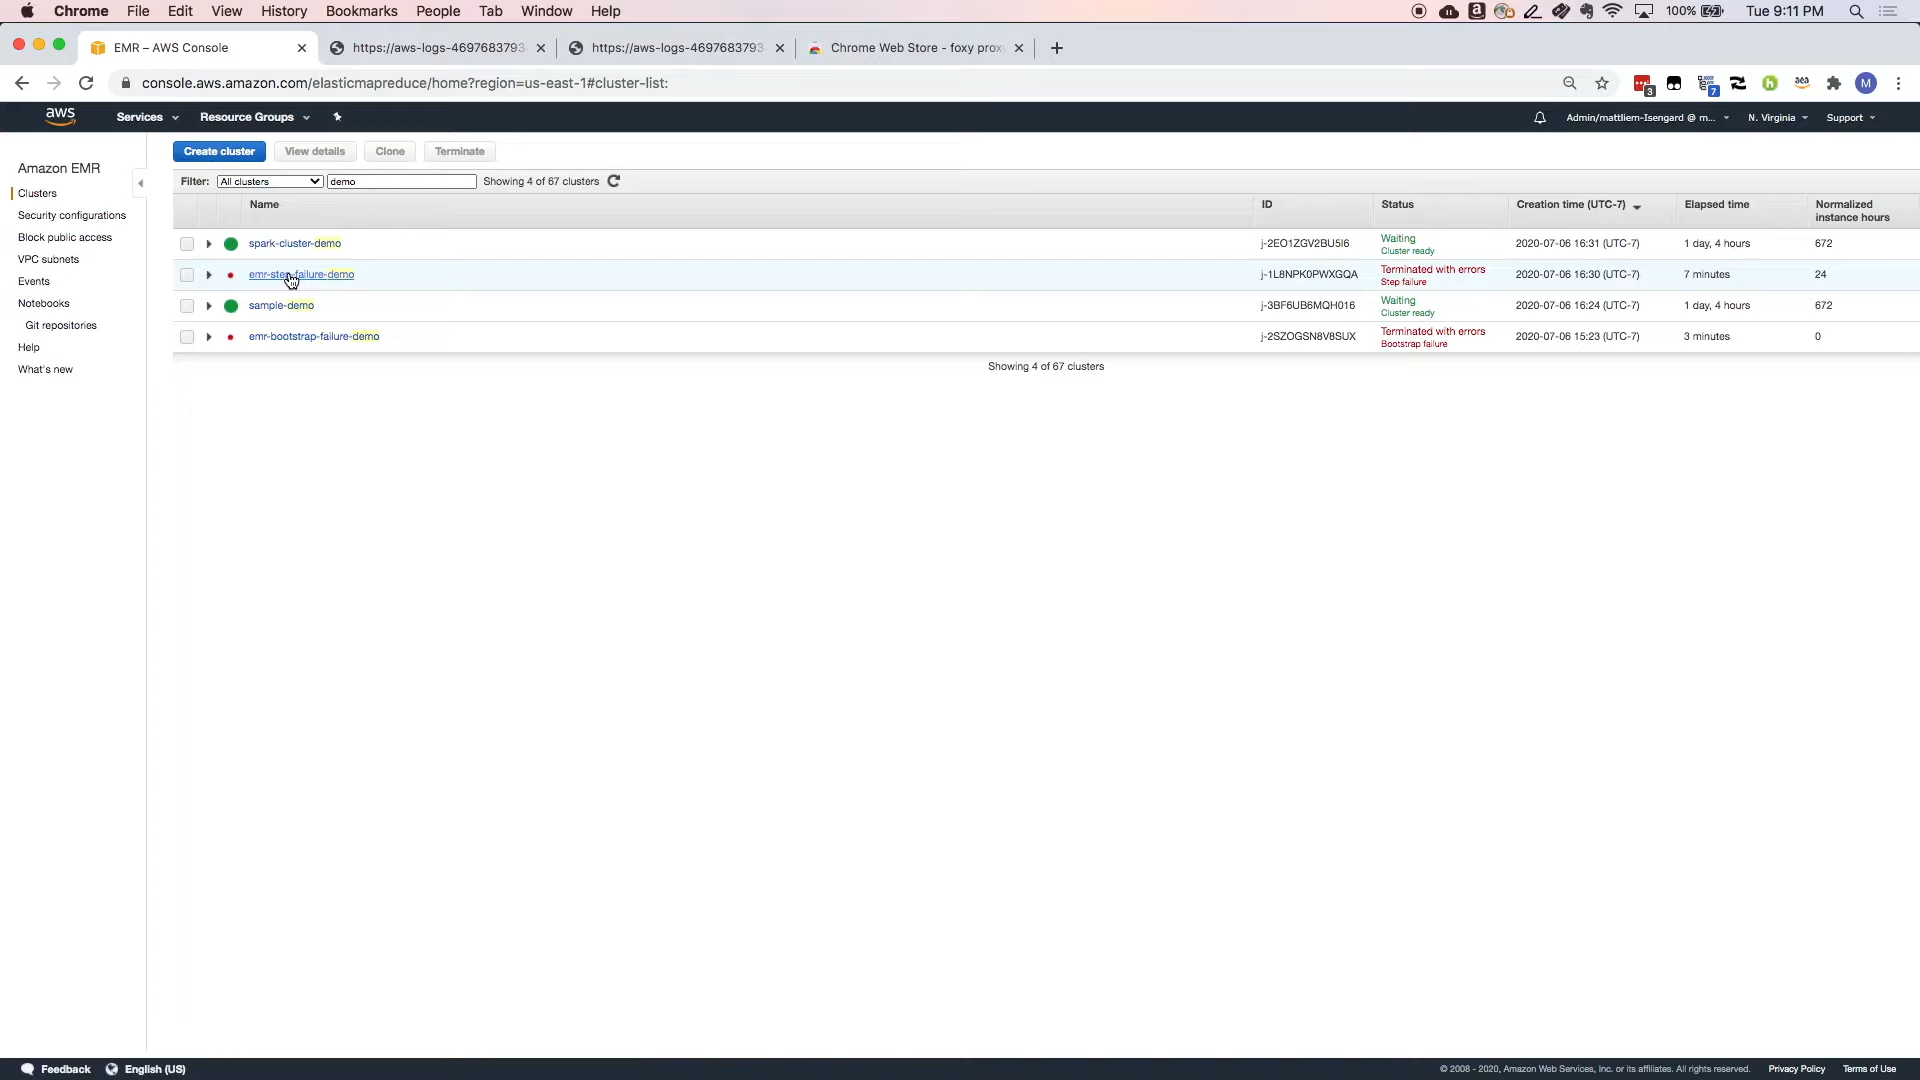 Chrome File Edit View History Bookmarks People Tab Window Help 100% Tue 9:11 PM
EMR – AWS Console https://aws-logs-4697683793 https://aws-logs-4697683793 Chrome Web Store - foxy prox
console.aws.amazon.com/elasticmapreduce/home?region=us-east-1#cluster-list: 3 7 M
aws Services Resource Groups Admin/mattliem-Isengard @ m... N. Virginia Support
Amazon EMR
Clusters
Security configurations
Block public access
VPC subnets
Events
Notebooks
Git repositories
Help
What's new
Create cluster View details Clone Terminate
Filter: All clusters demo Showing 4 of 67 clusters
Name ID Status Creation time (UTC-7) Elapsed time Normalized instance hours
spark-cluster-demo j-2EO1ZGV2BU5I6 Waiting Cluster ready 2020-07-06 16:31 (UTC-7) 1 day, 4 hours 672
emr-step-failure-demo j-1L8NPK0PWXGQA Terminated with errors Step failure 2020-07-06 16:30 (UTC-7) 7 minutes 24
sample-demo j-3BF6UB6MQH016 Waiting Cluster ready 2020-07-06 16:24 (UTC-7) 1 day, 4 hours 672
emr-bootstrap-failure-demo j-2SZOGSN8V8SUX Terminated with errors Bootstrap failure 2020-07-06 15:23 (UTC-7) 3 minutes 0
Showing 4 of 67 clusters
Feedback English (US) © 2008 - 2020, Amazon Web Services, Inc. or its affiliates. All rights reserved. Privacy Policy Terms of Use